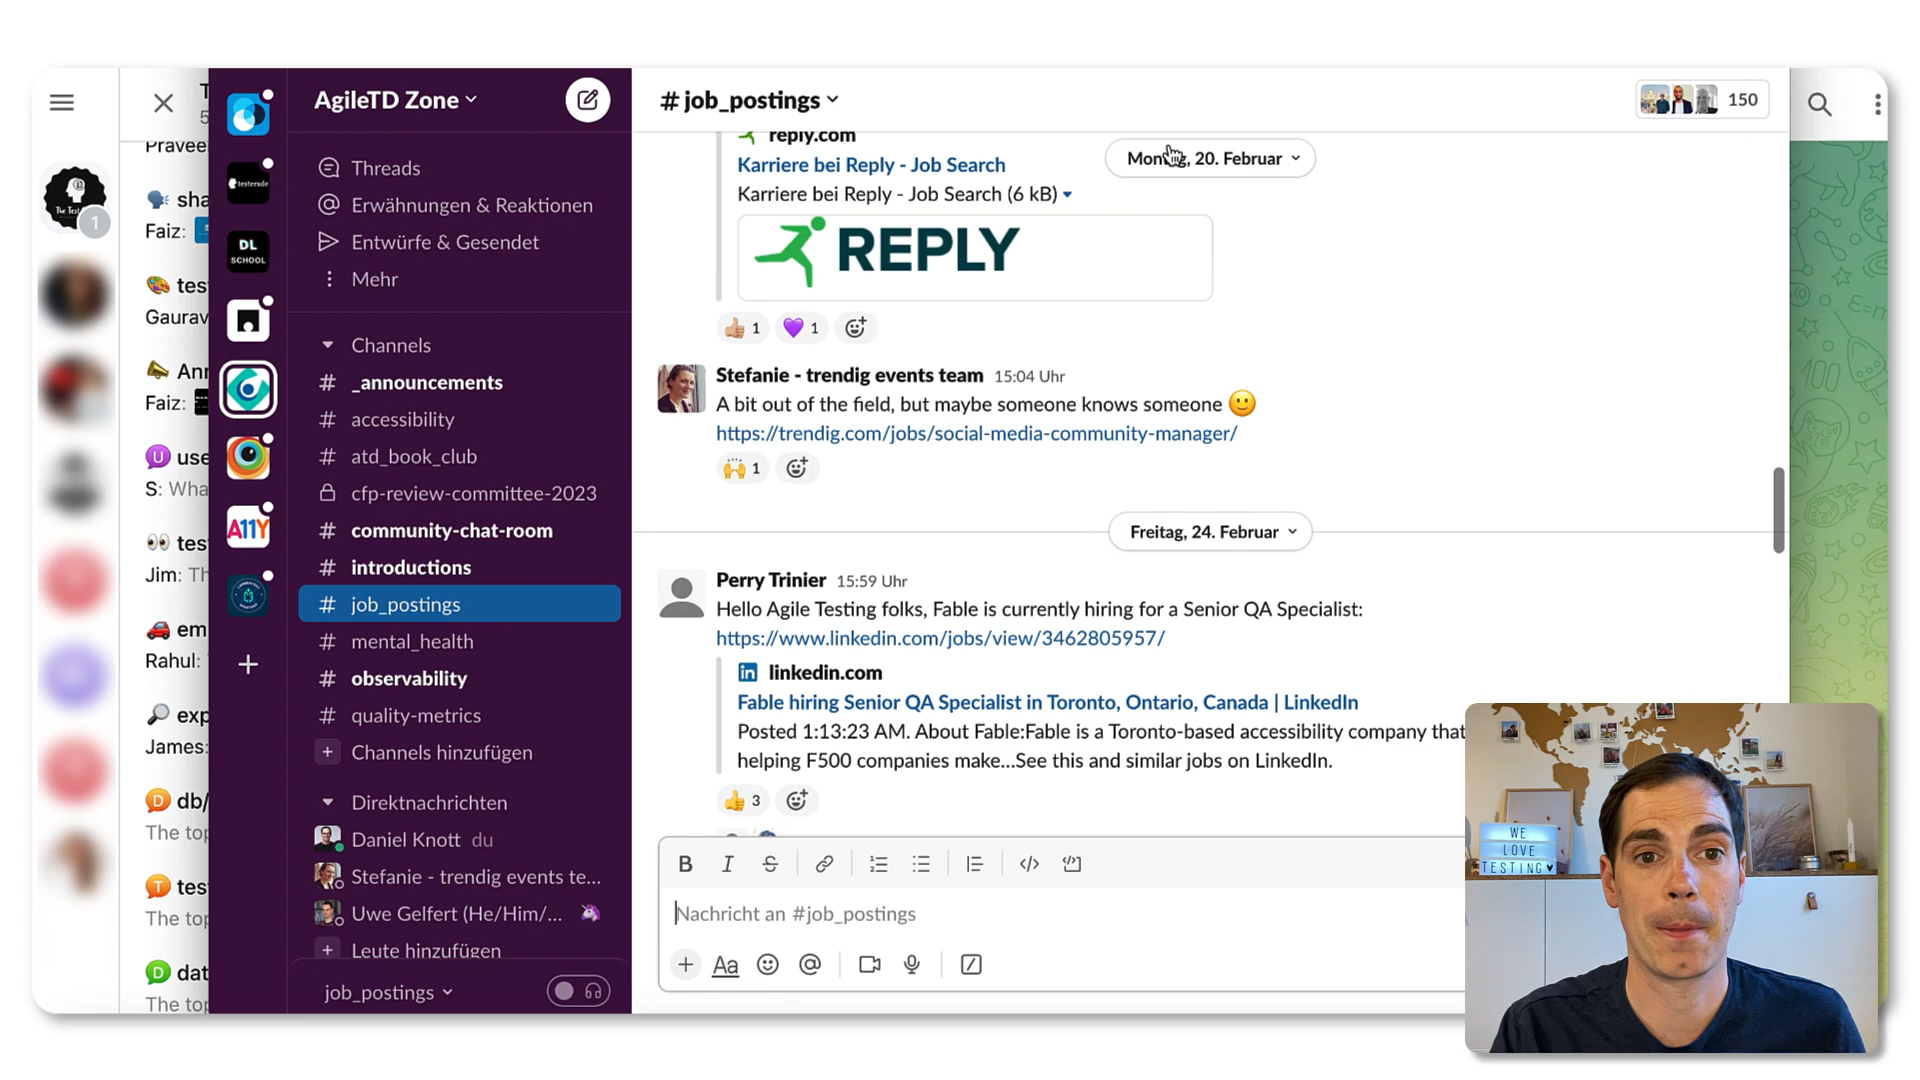 T
5
Pravee
sha
Faiz:
tes
Gaurav
Ann
Faiz:
U use
S: Wha
tes
Jim: Th
em
Rahul:
exp
James:
D db/
The top
T tes
The top
D dat
The top
1
testerade
DL
SCHOOL
A11Y
AgileTD Zone
Threads
Erwähnungen & Reaktionen
Entwürfe & Gesendet
Mehr
Channels
# _announcements
# accessibility
# atd_book_club
cfp-review-committee-2023
# community-chat-room
# introductions
# job_postings
# mental_health
# observability
# quality-metrics
+ Channels hinzufügen
Direktnachrichten
Daniel Knott du
Stefanie - trendig events te...
Uwe Gelfert (He/Him/...
+ Leute hinzufügen
job_postings
# job_postings
150
reply.com
Montag, 20. Februar
Karriere bei Reply - Job Search
Karriere bei Reply - Job Search (6 kB)
REPLY
1 1
Stefanie - trendig events team 15:04 Uhr
A bit out of the field, but maybe someone knows someone
https://trendig.com/jobs/social-media-community-manager/
1
Freitag, 24. Februar
Perry Trinier 15:59 Uhr
Hello Agile Testing folks, Fable is currently hiring for a Senior QA Specialist:
https://www.linkedin.com/jobs/view/3462805957/
in linkedin.com
Fable hiring Senior QA Specialist in Toronto, Ontario, Canada | LinkedIn
Posted 1:13:23 AM. About Fable:Fable is a Toronto-based accessibility company that
helping F500 companies make...See this and similar jobs on LinkedIn.
3
B I S
Nachricht an #job_postings
+ Aa @
WE
LOVE
TESTING♥